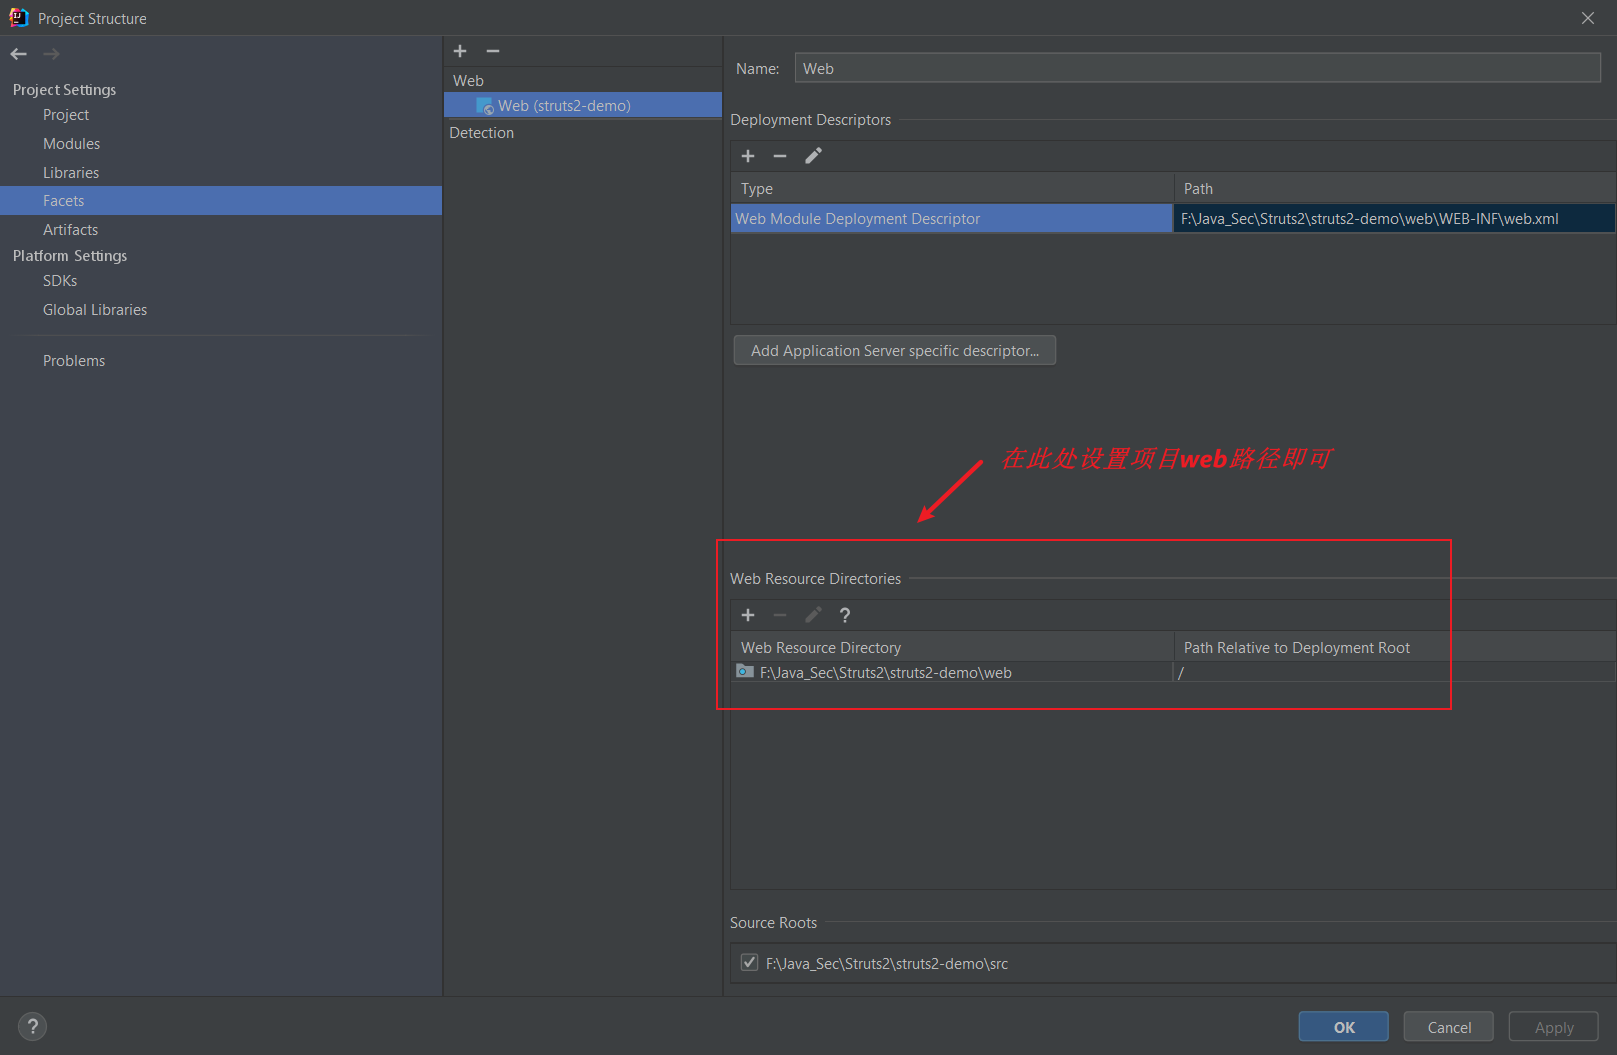 Project Structure
Project Settings
Project
Modules
Libraries
Facets
Artifacts
Platform Settings
SDKs
Global Libraries
Problems
Web
Web (struts2-demo)
Detection
Name: Web
Deployment Descriptors
Type Path
Web Module Deployment Descriptor F:\Java_Sec\Struts2\struts2-demo\web\WEB-INF\web.xml
Add Application Server specific descriptor...
在此处设置项目web路径即可
Web Resource Directories
?
Web Resource Directory Path Relative to Deployment Root
F:\Java_Sec\Struts2\struts2-demo\web /
Source Roots
F:\Java_Sec\Struts2\struts2-demo\src
? OK Cancel Apply